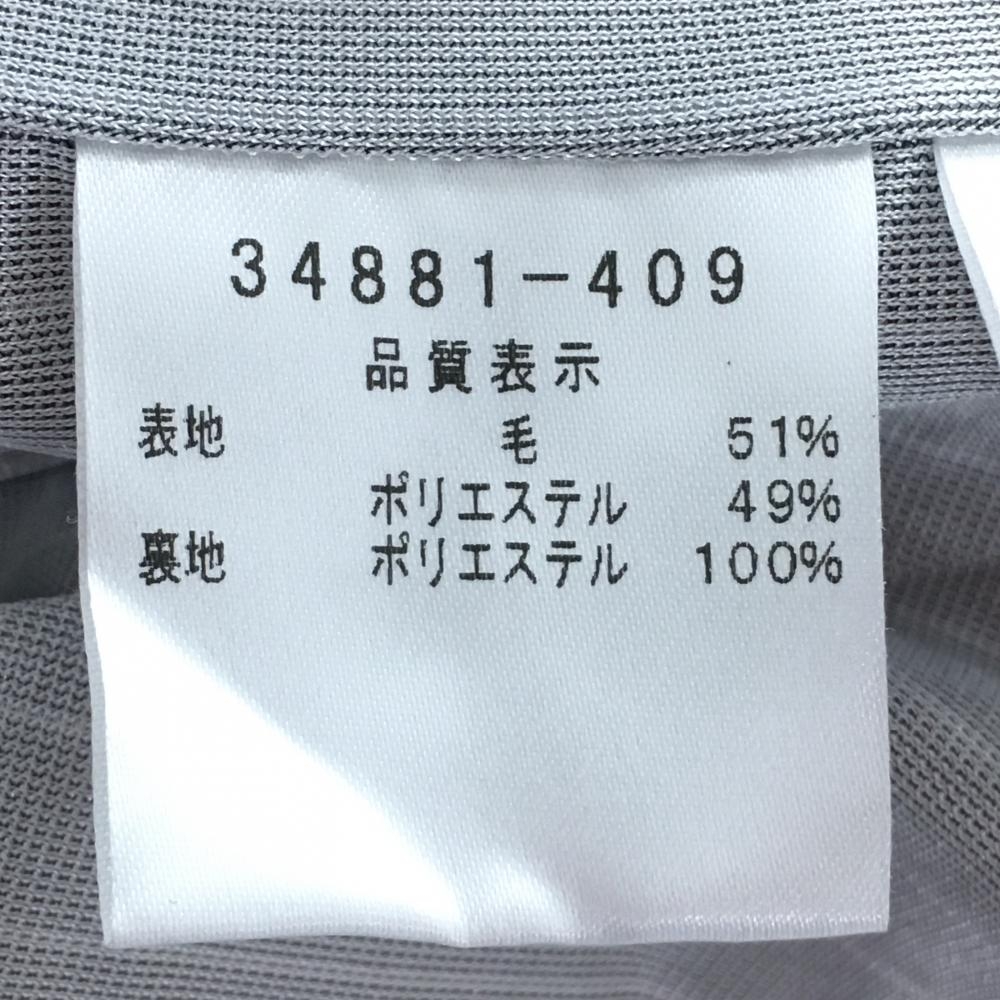 34881-409
品質表示
表地 毛 51%
ポリエステル 49%
裏地 ポリエステル 100%